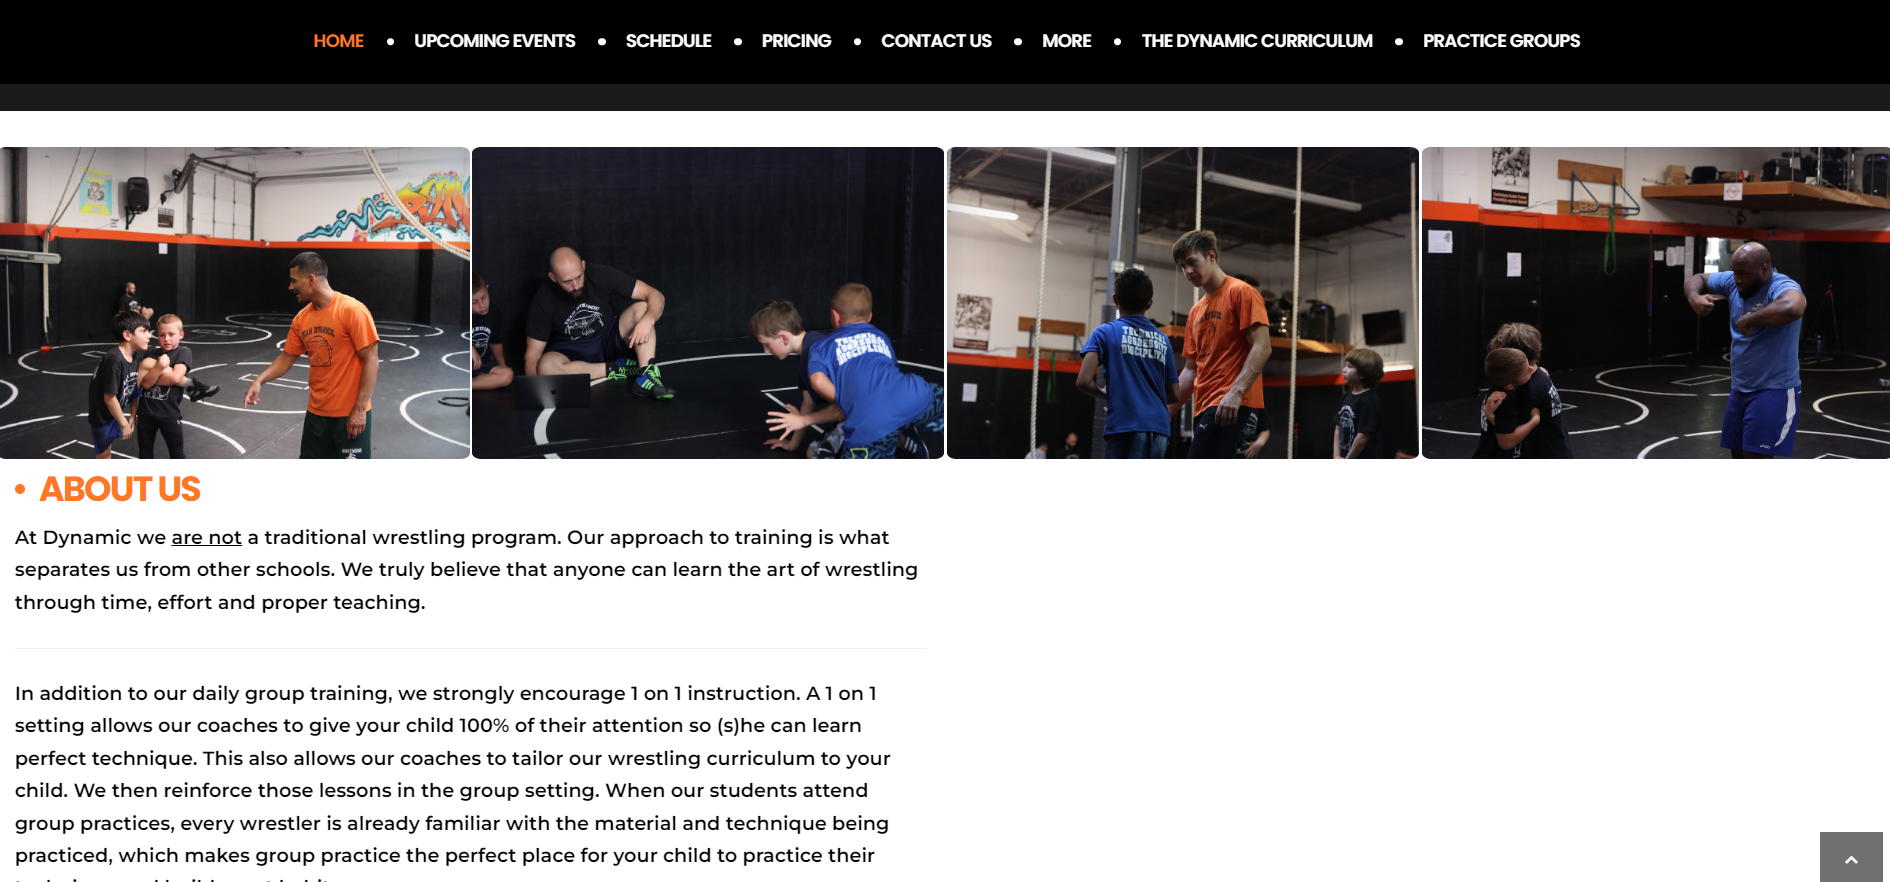 HOME • UPCOMING EVENTS • SCHEDULE • PRICING • CONTACT US • MORE • THE DYNAMIC CURRICULUM • PRACTICE GROUPS
TECHNICAL
AGGRESSIVE
DISCIPLINE
TECHNICAL
AGGRESSIVE
DISCIPLINE
• ABOUT US
At Dynamic we are not a traditional wrestling program. Our approach to training is what
separates us from other schools. We truly believe that anyone can learn the art of wrestling
through time, effort and proper teaching.
In addition to our daily group training, we strongly encourage 1 on 1 instruction. A 1 on 1
setting allows our coaches to give your child 100% of their attention so (s)he can learn
perfect technique. This also allows our coaches to tailor our wrestling curriculum to your
child. We then reinforce those lessons in the group setting. When our students attend
group practices, every wrestler is already familiar with the material and technique being
practiced, which makes group practice the perfect place for your child to practice their